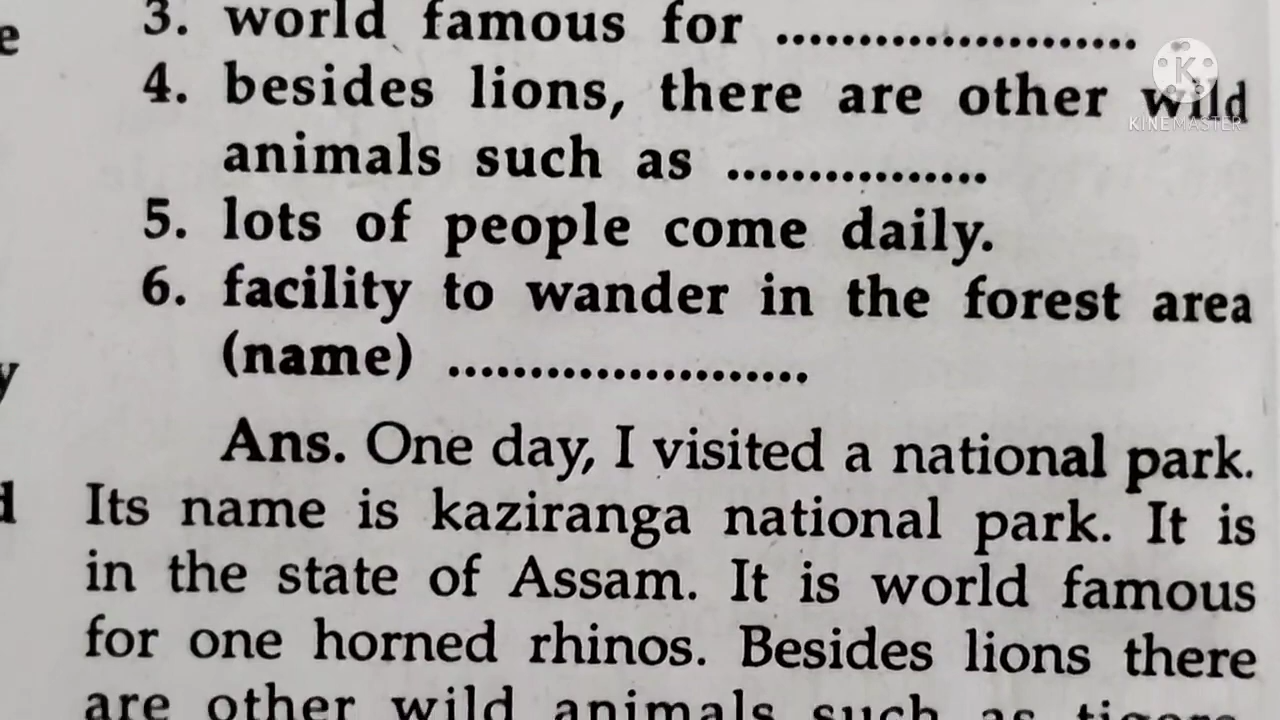 3. world famous for ......................
4. besides lions, there are other wild
animals such as ................
5. lots of people come daily.
6. facility to wander in the forest area
(name) ......................
Ans. One day, I visited a national park.
Its name is kaziranga national park. It is
in the state of Assam. It is world famous
for one horned rhinos. Besides lions there
are other wild animals such as tigers,
K
KINEMASTER